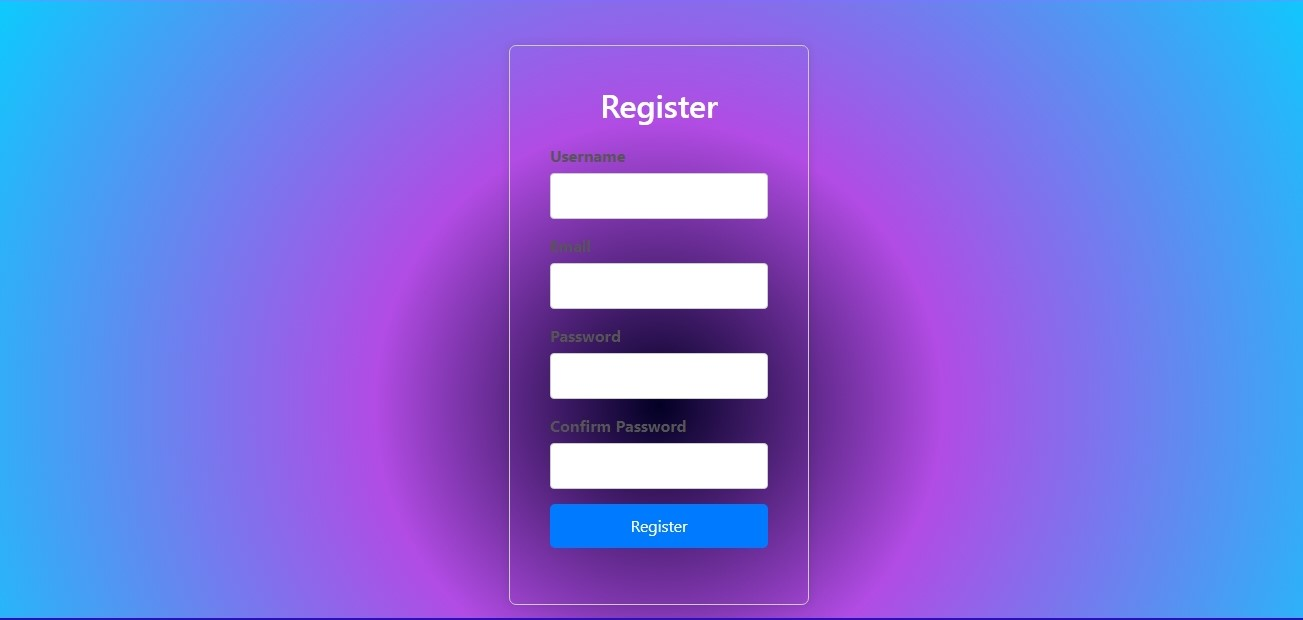 Register
Username
Email
Password
Confirm Password
Register